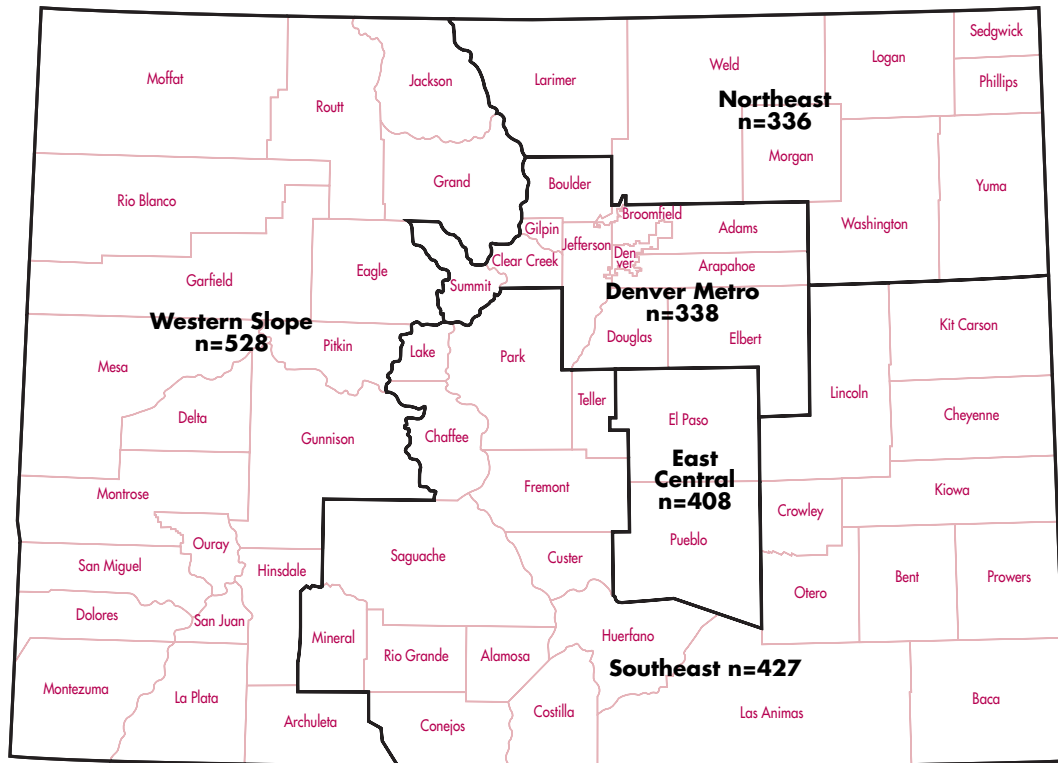 Sedgwick
Logan
Weld
Moffat
Jackson
Larimer
Phillips
Routt
Northeast
n=336
Morgan
Grand
Boulder
Yuma
Rio Blanco
Broomfield
Washington
Gilpin
Adams
Jefferson
Den
ver
Clear Creek
Arapahoe
Eagle
Garfield
Summit
Denver Metro
n=338
Western Slope
n=528
Kit Carson
Douglas
Elbert
Pitkin
Lake
Park
Mesa
Lincoln
Teller
Cheyenne
Delta
El Paso
Gunnison
Chaffee
East
Central
n=408
Fremont
Kiowa
Montrose
Crowley
Pueblo
Ouray
Saguache
Custer
San Miguel
Hinsdale
Bent
Prowers
Otero
Dolores
San Juan
Mineral
Huerfano
Rio Grande
Alamosa
Southeast n=427
Montezuma
La Plata
Baca
Costilla
Las Animas
Archuleta
Conejos